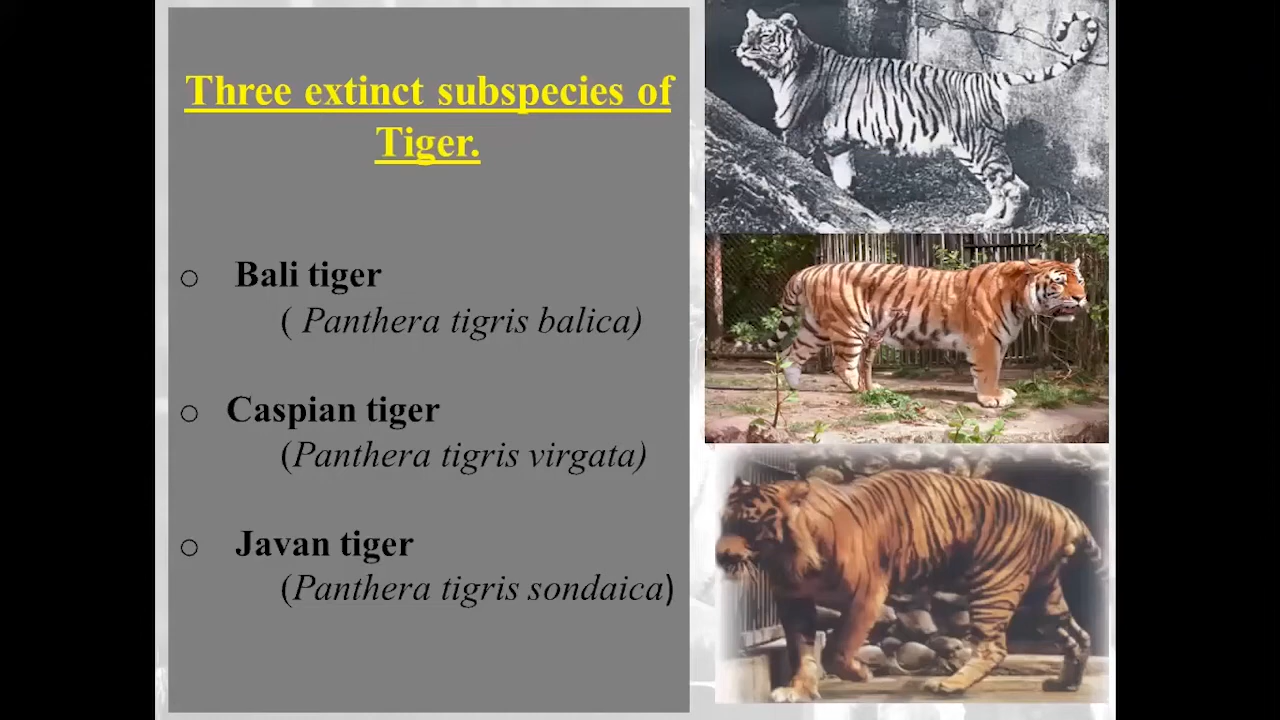 Three extinct subspecies of
Tiger.
○ Bali tiger
( Panthera tigris balica)
○ Caspian tiger
(Panthera tigris virgata)
○ Javan tiger
(Panthera tigris sondaica)